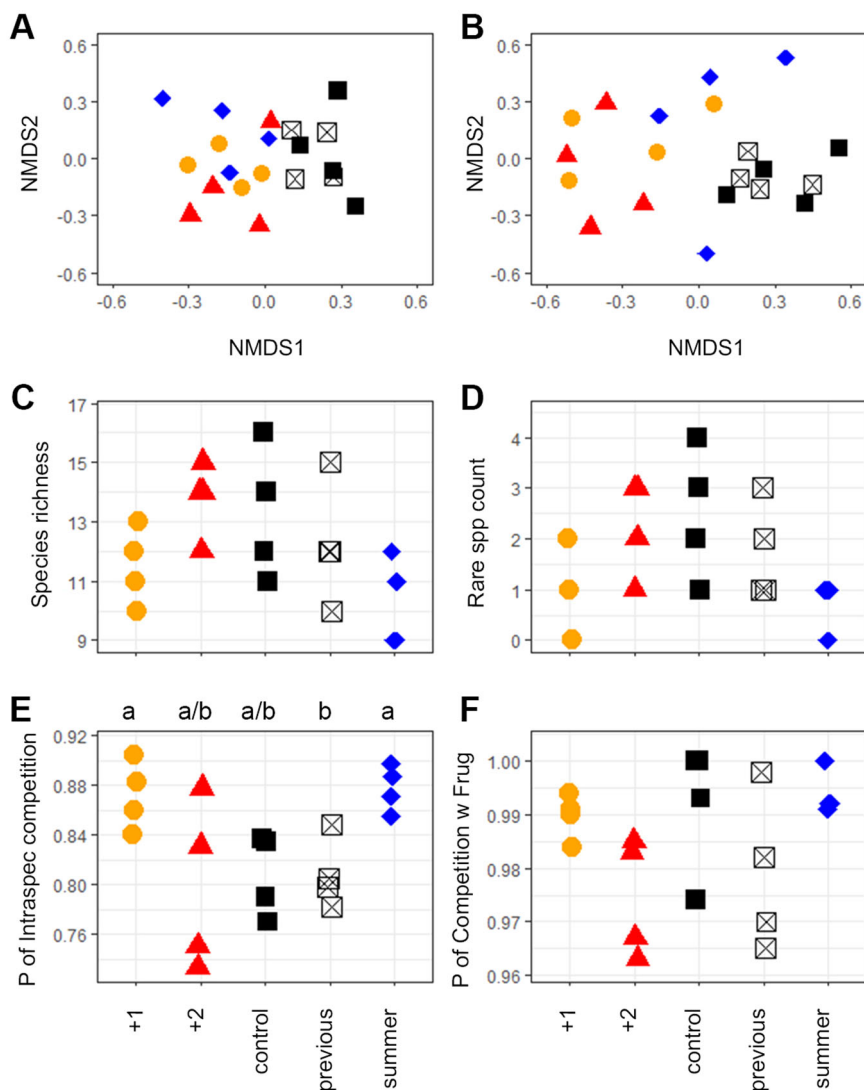 A
B
0.6
0.3
0.0
-0.3
-0.6
NMDS2
-0.6 -0.3 0.0 0.3 0.6
NMDS1
0.6
0.3
0.0
-0.3
-0.6
-0.6 -0.3 0.0 0.3 0.6
NMDS1
C
D
17
15
13
11
9
Species richness
4
3
2
1
0
Rare spp count
E
a a/b a/b b a
F
0.92
0.88
0.84
0.80
0.76
P of Intraspec competition
+1 +2 control previous summer
1.00
0.99
0.98
0.97
0.96
P of Competition w Frug
+1 +2 control previous summer